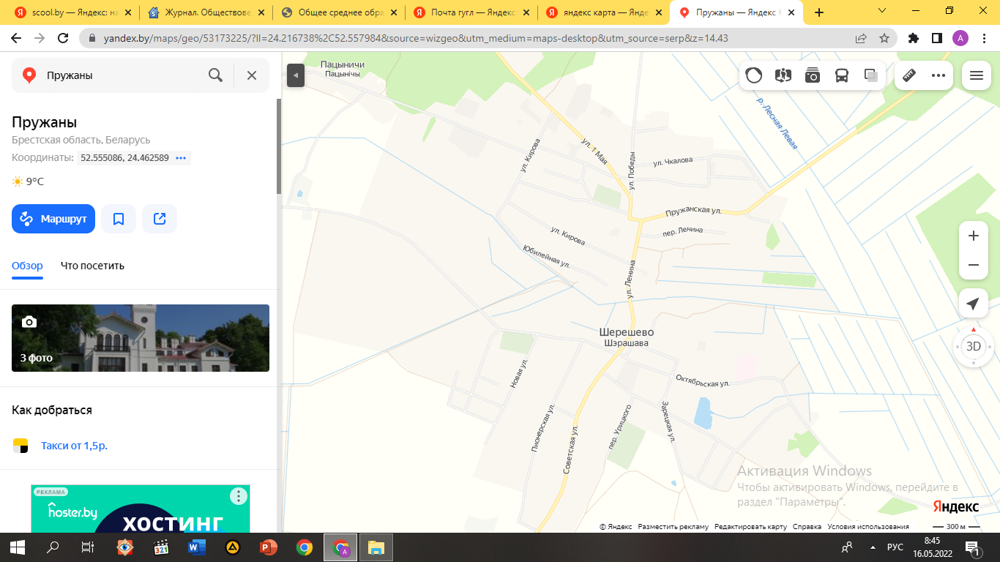 scool.by — Яндекс: на
Журнал. Обществове
Общее среднее обра
Почта гугл — Яндекс:
яндекс карта — Янде
Пружаны — Яндекс К
yandex.by/maps/geo/53173225/?ll=24.216738%2C52.557984&source=wizgeo&utm_medium=maps-desktop&utm_source=serp&z=14.43
A
Пружаны
Пружаны
Брестская область, Беларусь
Координаты: 52.555086, 24.462589
9°C
Маршрут
Обзор
Что посетить
3 фото
Как добраться
Такси от 1,5р.
РЕКЛАМА
hoster.by
ХОСТИНГ
Пацыничи
Пацынічы
р. Лесная Левая
ул. Кирова
ул. 1 Мая
ул. Победы
ул. Чкалова
Пружанская ул.
пер. Ленина
ул. Кирова
Юбилейная ул.
ул. Ленина
Шерешево
Шэрашава
Новая ул.
Октябрьская ул.
Пионерская ул.
Советская ул.
пер. Урицкого
Зарецкая ул.
3D
Активация Windows
Чтобы активировать Windows, перейдите в
раздел "Параметры".
Яндекс
© Яндекс Разместить рекламу Редактировать карту Справка Условия использования
300 м
321
W
P
A
РУС
8:45
16.05.2022
1